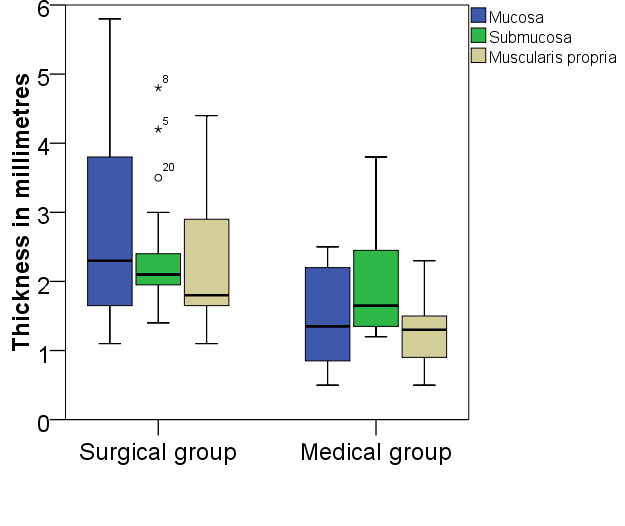 Mucosa
Submucosa
Muscularis propria
Thickness in millimetres
6
5
4
3
2
1
0
8
*
5
*
20
Surgical group
Medical group